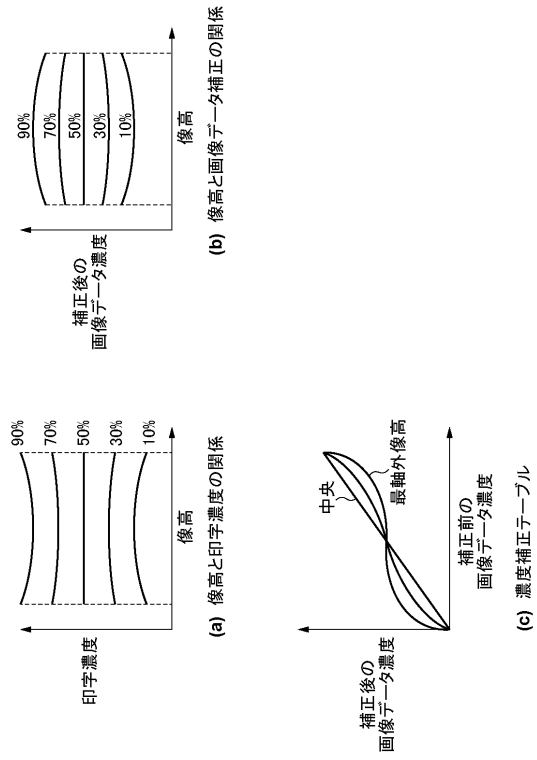 90%
70%
50%
30%
10%
印字濃度
像高
(a) 像高と印字濃度の関係
90%
70%
50%
30%
10%
補正後の
画像データ濃度
像高
(b) 像高と画像データ補正の関係
中央
最軸外像高
補正後の
画像データ濃度
補正前の
画像データ濃度
(c) 濃度補正テーブル